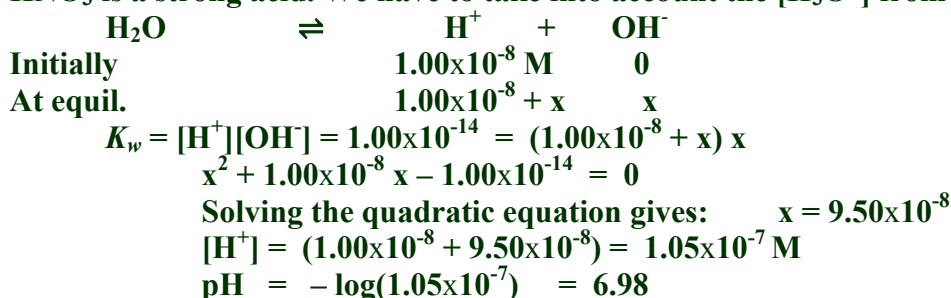 is a strong acid. We have to take into account the [H₃O⁺] from
H₂O ⇌ H⁺ + OH⁻
Initially 1.00x10⁻⁸ M 0
At equil. 1.00x10⁻⁸ + x x
K_w = [H⁺][OH⁻] = 1.00x10⁻¹⁴ = (1.00x10⁻⁸ + x) x
x² + 1.00x10⁻⁸ x – 1.00x10⁻¹⁴ = 0
Solving the quadratic equation gives: x = 9.50x10⁻⁸
[H⁺] = (1.00x10⁻⁸ + 9.50x10⁻⁸) = 1.05x10⁻⁷ M
pH = – log(1.05x10⁻⁷) = 6.98